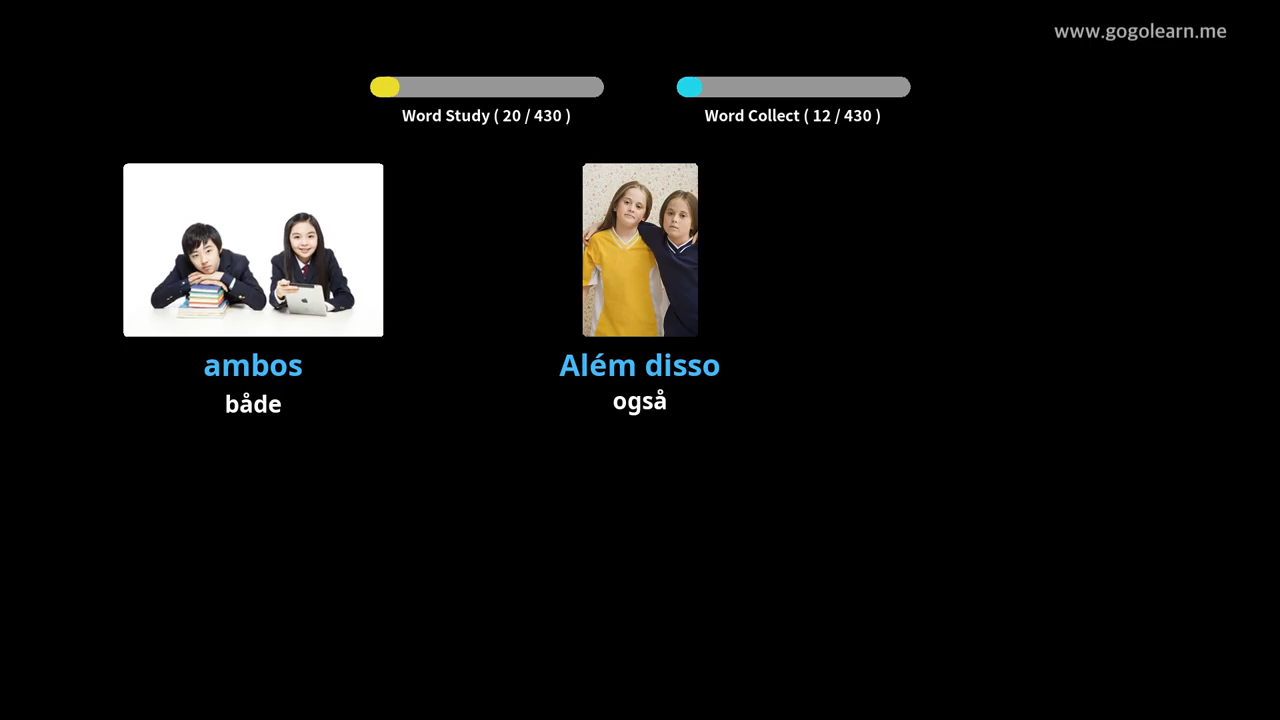 www.gogolearn.me
Word Study ( 20 / 430 )
Word Collect ( 12 / 430 )
ambos
både
Além disso
også